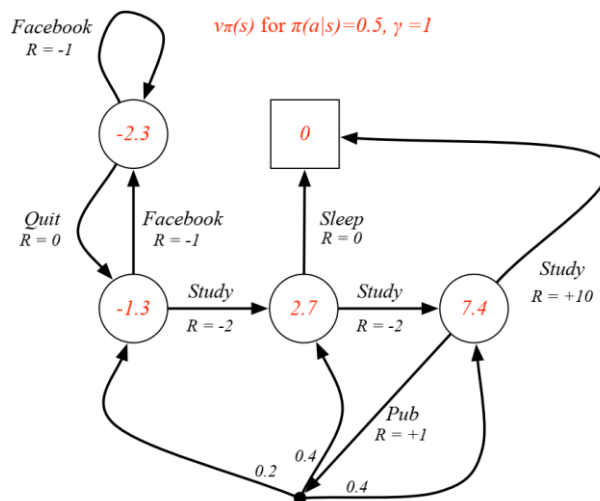 Facebook
R = -1
vπ(s) for π(a|s)=0.5, γ =1
-2.3
0
Quit
R = 0
Facebook
R = -1
Sleep
R = 0
Study
R = +10
-1.3
Study
R = -2
2.7
Study
R = -2
7.4
Pub
R = +1
0.2
0.4
0.4